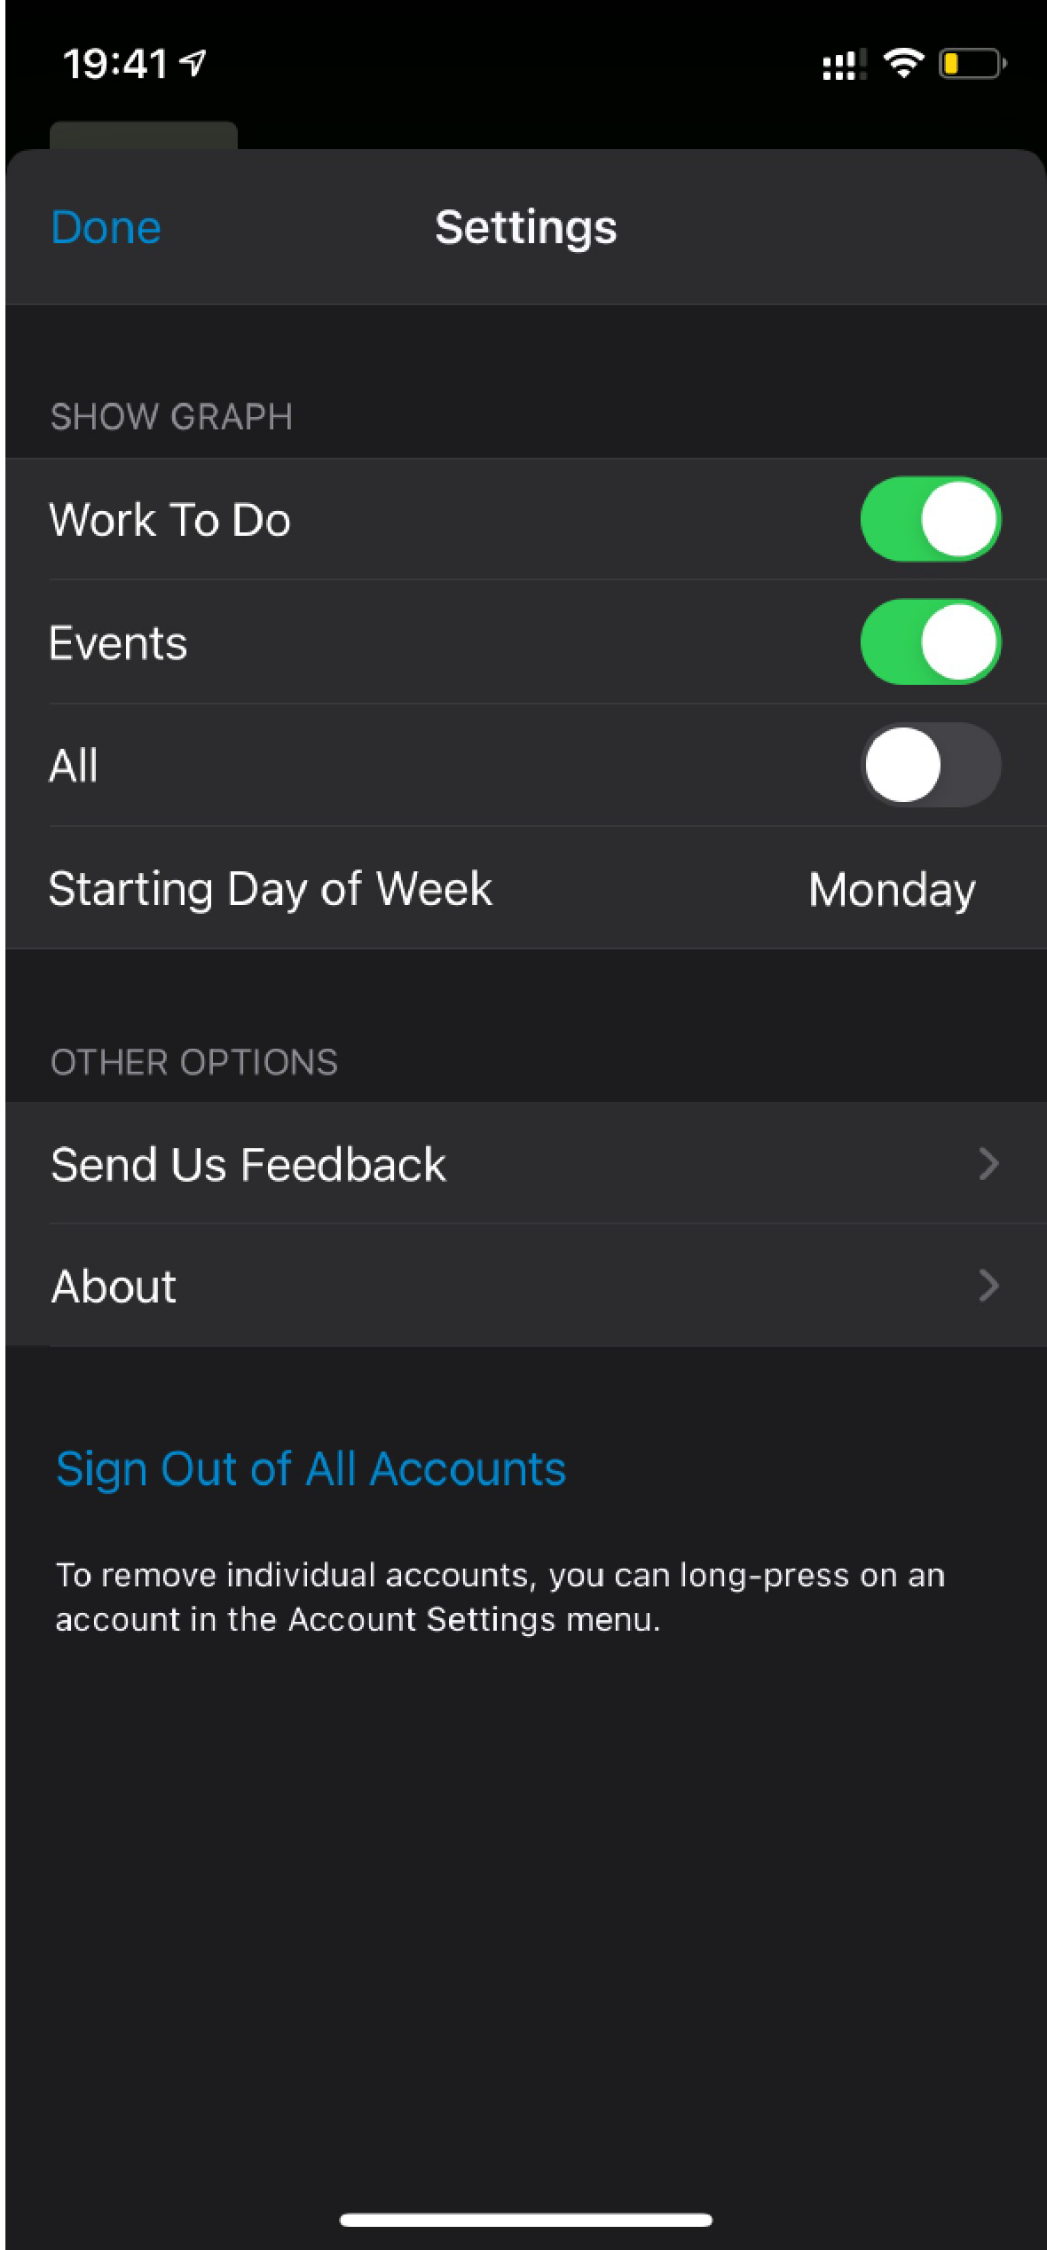 19:41
Done Settings
SHOW GRAPH
Work To Do
Events
All
Starting Day of Week Monday
OTHER OPTIONS
Send Us Feedback
About
Sign Out of All Accounts
To remove individual accounts, you can long-press on an
account in the Account Settings menu.